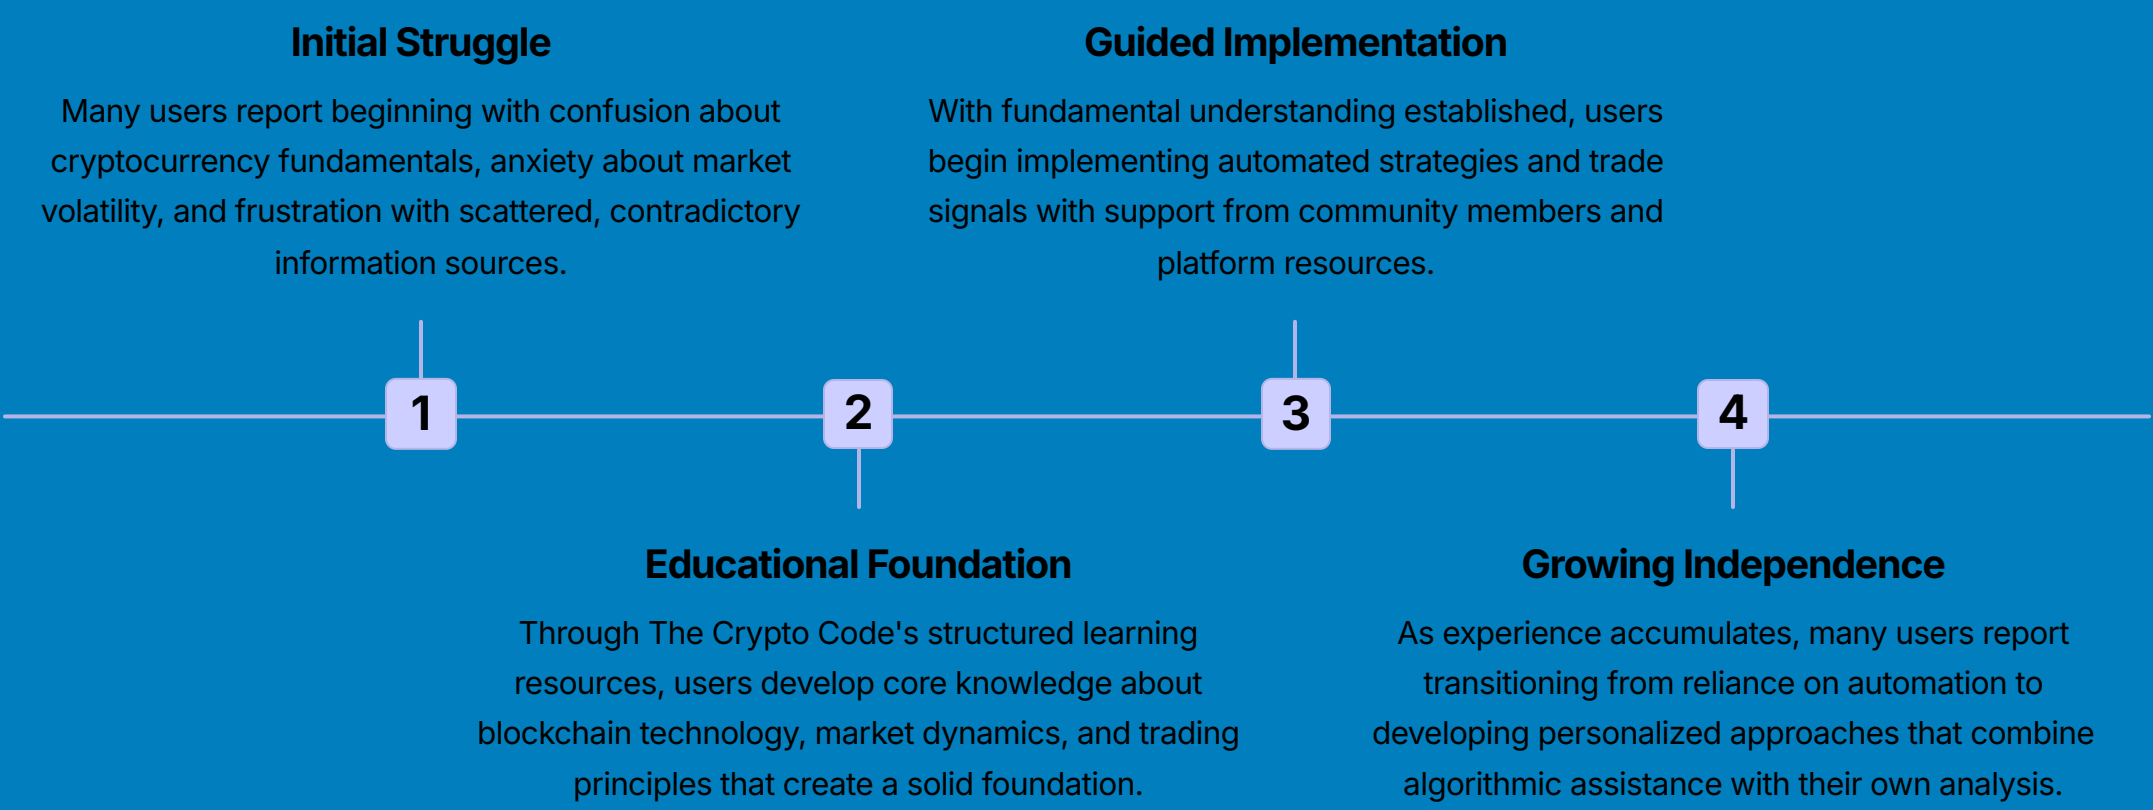 Initial Struggle
Many users report beginning with confusion about
cryptocurrency fundamentals, anxiety about market
volatility, and frustration with scattered, contradictory
information sources.
1
2
Educational Foundation
Through The Crypto Code's structured learning
resources, users develop core knowledge about
blockchain technology, market dynamics, and trading
principles that create a solid foundation.
Guided Implementation
With fundamental understanding established, users
begin implementing automated strategies and trade
signals with support from community members and
platform resources.
3
4
Growing Independence
As experience accumulates, many users report
transitioning from reliance on automation to
developing personalized approaches that combine
algorithmic assistance with their own analysis.